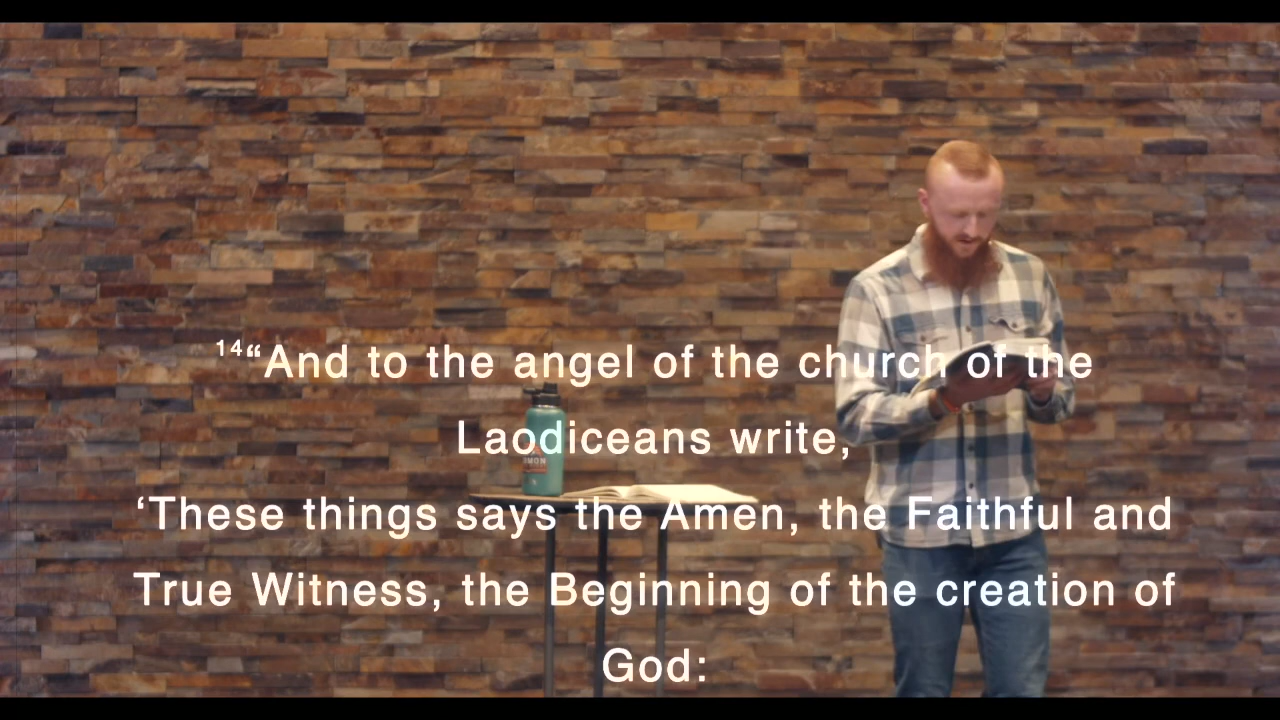 14“And to the angel of the church of the
Laodiceans write,
‘These things says the Amen, the Faithful and
True Witness, the Beginning of the creation of
God: